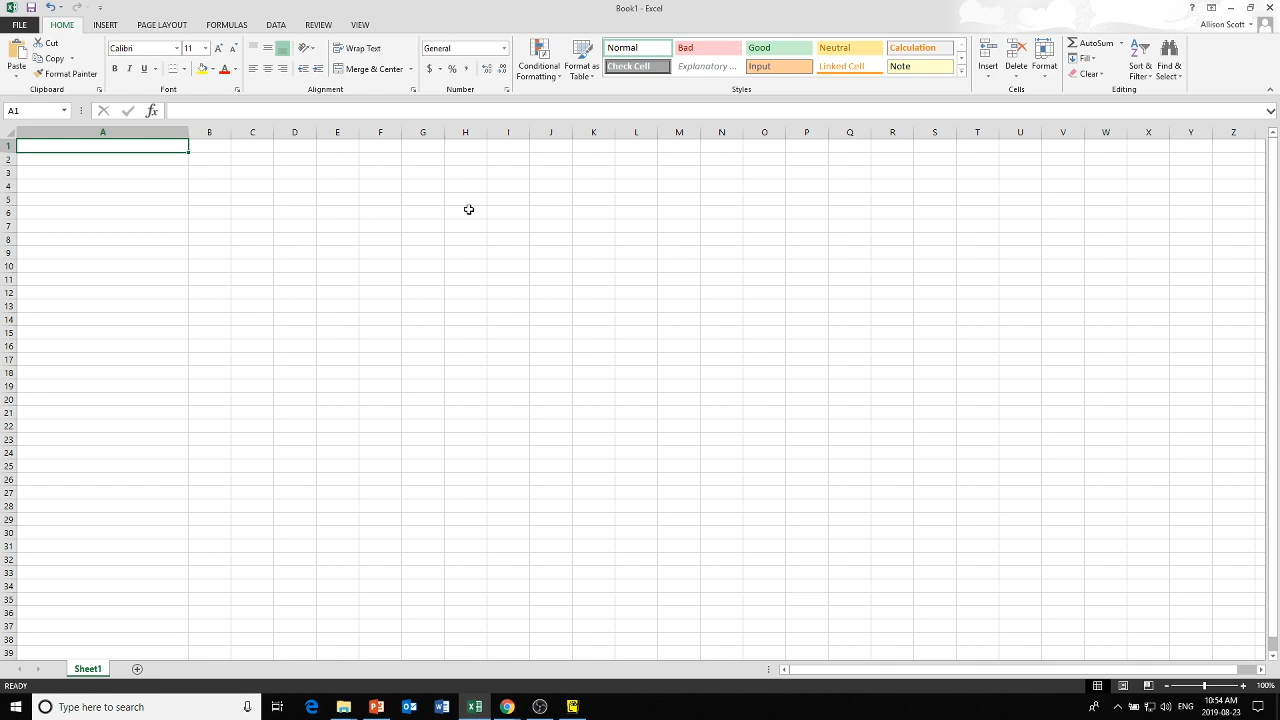 Book1 - Excel
Allison Scott
FILE HOME INSERT PAGE LAYOUT FORMULAS DATA REVIEW VIEW
Paste
Cut
Copy
Format Painter
Clipboard
Calibri 11
U
A
Font
Wrap Text
Merge & Center
Alignment
General
$ % ,
Number
Conditional Formatting
Format as Table
Normal Bad Good Neutral Calculation
Check Cell Explanatory ... Input Linked Cell Note
Styles
Insert Delete Format
Cells
AutoSum
Fill
Clear
Sort & Filter
Find & Select
Editing
A1
fx
A B C D E F G H I J K L M N O P Q R S T U V W X Y Z
1
2
3
4
5
6
7
8
9
10
11
12
13
14
15
16
17
18
19
20
21
22
23
24
25
26
27
28
29
30
31
32
33
34
35
36
37
38
39
Sheet1
READY
100%
Type here to search
ENG
10:54 AM
2019-08-23